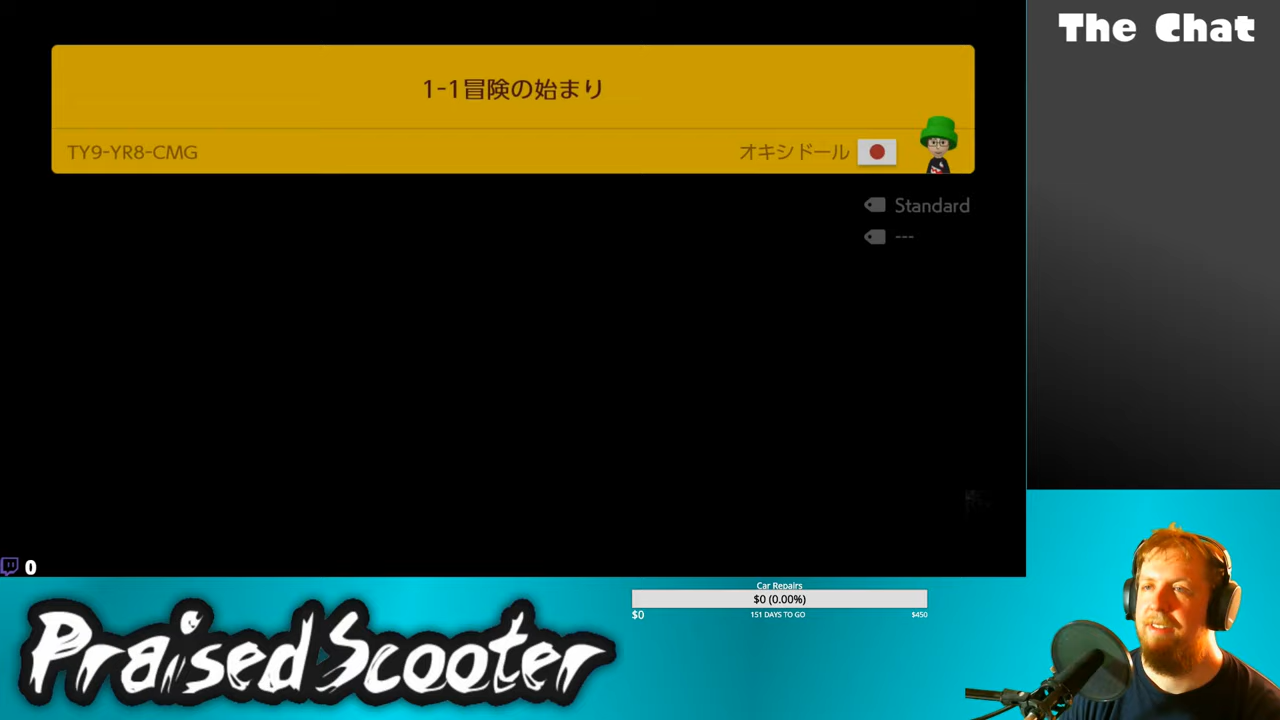 The Chat
1-1冒険の始まり
TY9-YR8-CMG
オキシドール
Standard
---
0
Car Repairs
$0 (0.00%)
$0
151 DAYS TO GO
$450
PraisedScooter